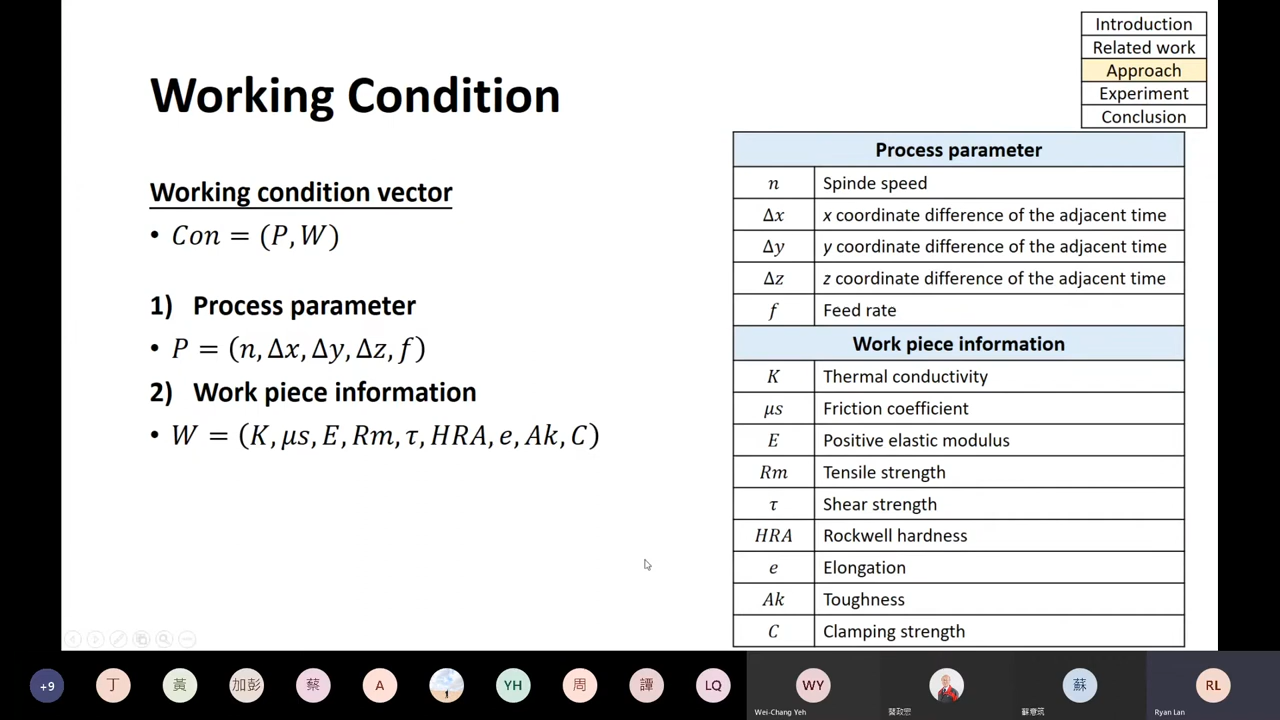 Introduction
Related work
Approach
Experiment
Conclusion
Working Condition
Working condition vector
• Con = (P, W)
1) Process parameter
• P = (n, Δx, Δy, Δz, f)
2) Work piece information
• W = (K, μs, E, Rm, τ, HRA, e, Ak, C)
Process parameter
n Spinde speed
Δx x coordinate difference of the adjacent time
Δy y coordinate difference of the adjacent time
Δz z coordinate difference of the adjacent time
f Feed rate
Work piece information
K Thermal conductivity
μs Friction coefficient
E Positive elastic modulus
Rm Tensile strength
τ Shear strength
HRA Rockwell hardness
e Elongation
Ak Toughness
C Clamping strength
+9 丁 黃 加彭 蔡 A YH 周 譚 LQ WY 蘇 RL
Wei-Chang Yeh Ryan Lan